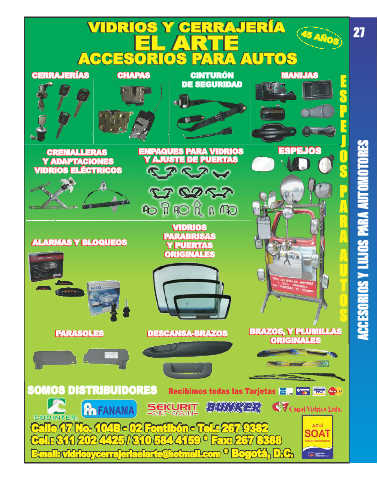 VIDRIOS Y CERRAJERÍA
EL ARTE
ACCESORIOS PARA AUTOS
45 AÑOS
27
CERRAJERÍAS
CHAPAS
CINTURÓN
DE SEGURIDAD
MANIJAS
CREMALLERAS
Y ADAPTACIONES
VIDRIOS ELÉCTRICOS
EMPAQUES PARA VIDRIOS
Y AJUSTE DE PUERTAS
ESPEJOS
ESPEJOS PARA AUTOS
ACCESORIOS Y LUJOS PARA AUTOMOTORES
ALARMAS Y BLOQUEOS
VIDRIOS
PARABRISAS
Y PUERTAS
ORIGINALES
PARASOLES
DESCANSA-BRAZOS
BRAZOS, Y PLUMILLAS
ORIGINALES
SOMOS DISTRIBUIDORES
Recibimos todas las Tarjetas
FANAMA
SEKURIT
BUNKER
SOAT
Calle 17 No. 104B - 02 Fontibón - Tel.: 267 9382
Cel.: 311 202 4425 / 310 584 4159 * Fax: 267 8388
E-mail: vidriosycerrajeriaelarte@hotmail.com * Bogotá, D.C.